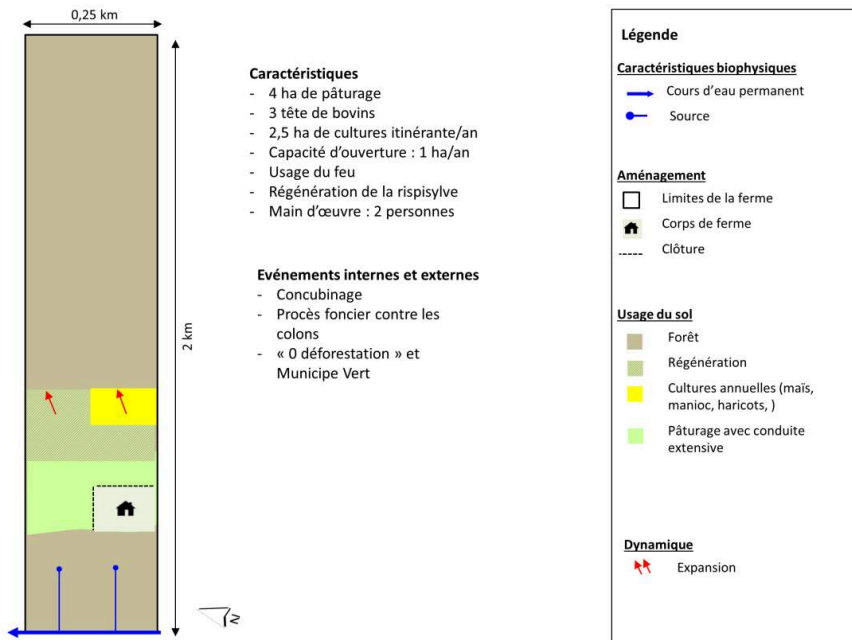 0,25 km
2 km
Caractéristiques
- 4 ha de pâturage
- 3 tête de bovins
- 2,5 ha de cultures itinérante/an
- Capacité d'ouverture : 1 ha/an
- Usage du feu
- Régénération de la rispisylve
- Main d'œuvre : 2 personnes
Evénements internes et externes
- Concubinage
- Procès foncier contre les
colons
- « 0 déforestation » et
Municipe Vert
N
Légende
Caractéristiques biophysiques
Cours d'eau permanent
Source
Aménagement
Limites de la ferme
Corps de ferme
Clôture
Usage du sol
Forêt
Régénération
Cultures annuelles (maïs,
manioc, haricots, )
Pâturage avec conduite
extensive
Dynamique
Expansion